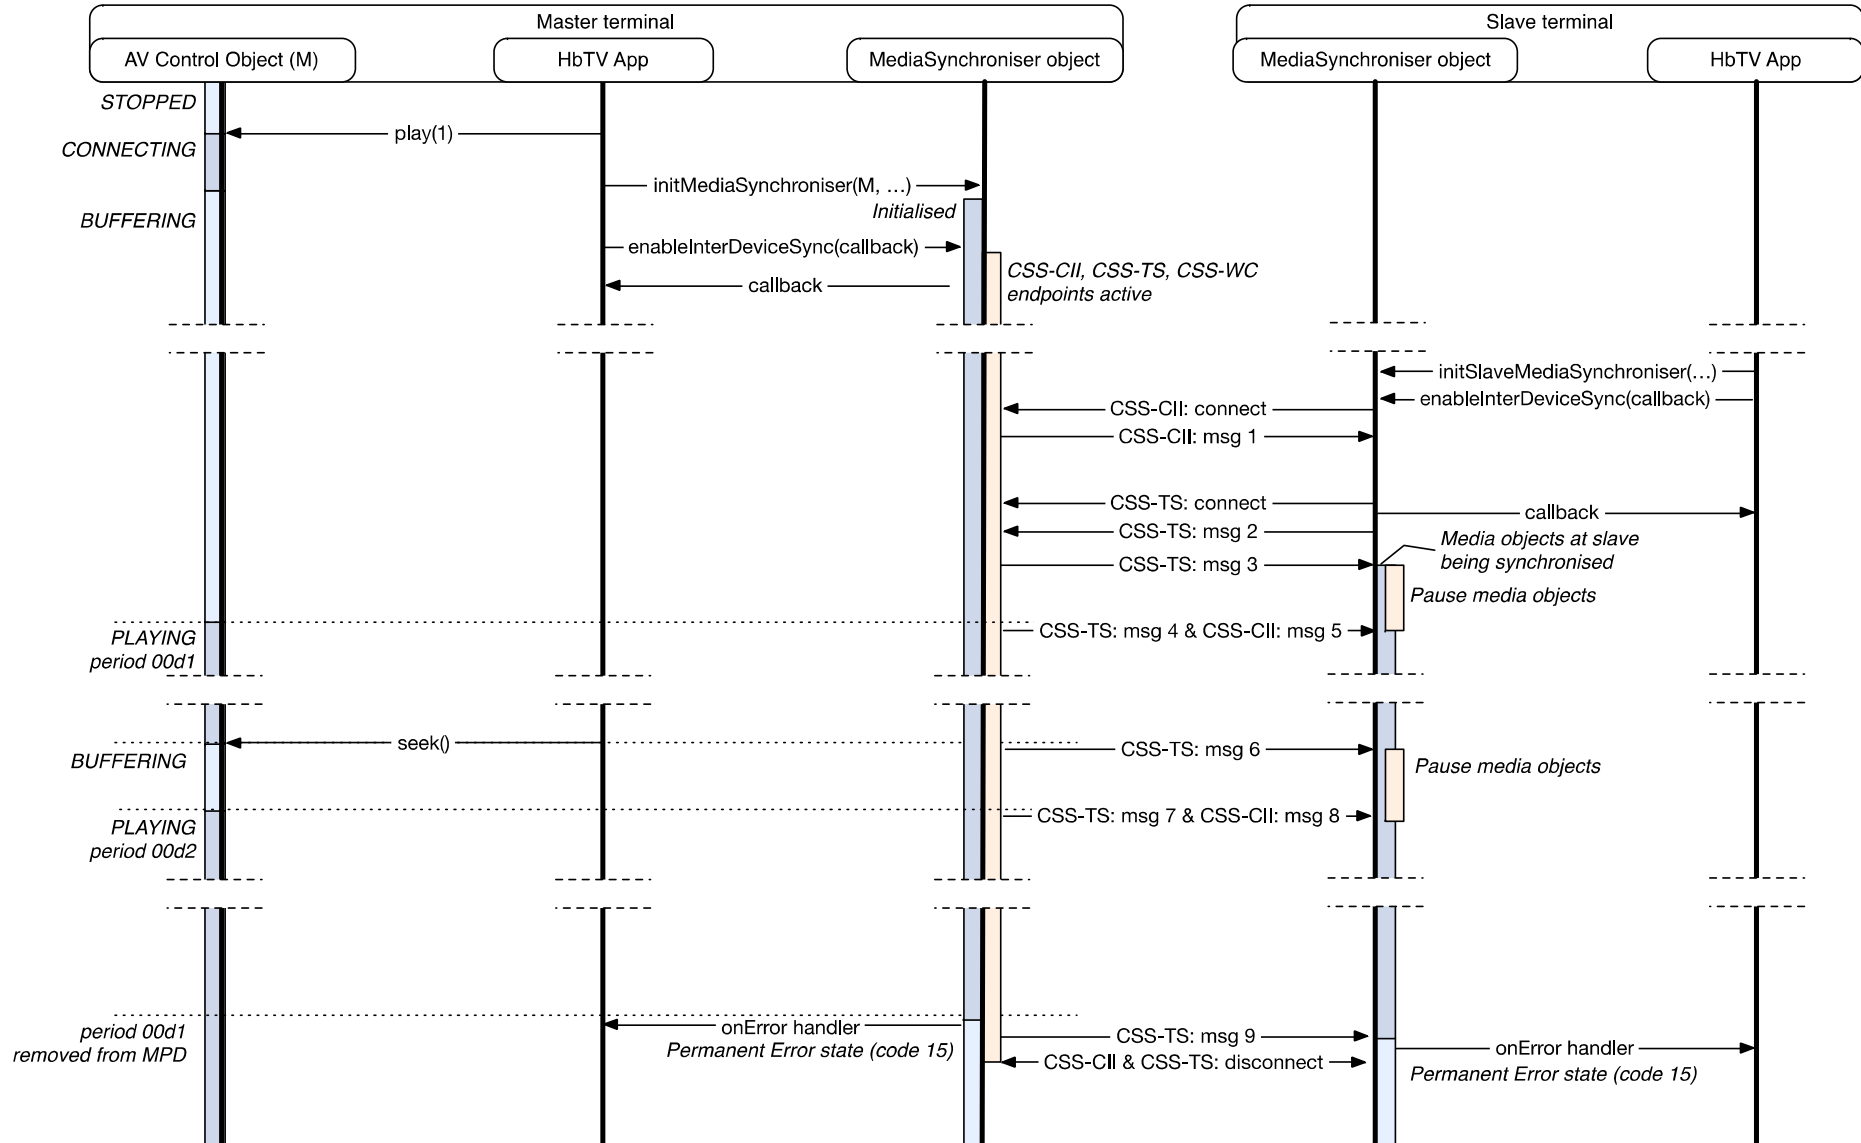 Master terminal
Slave terminal
AV Control Object (M)
HbTV App
MediaSynchroniser object
MediaSynchroniser object
HbTV App
STOPPED
play(1)
CONNECTING
initMediaSynchroniser(M, ...)
Initialised
BUFFERING
enableInterDeviceSync(callback)
CSS-CII, CSS-TS, CSS-WC
endpoints active
callback
initSlaveMediaSynchroniser(...)
enableInterDeviceSync(callback)
CSS-CII: connect
CSS-CII: msg 1
CSS-TS: connect
callback
CSS-TS: msg 2
Media objects at slave
being synchronised
CSS-TS: msg 3
Pause media objects
CSS-TS: msg 4 & CSS-CII: msg 5
PLAYING
period 00d1
seek()
CSS-TS: msg 6
BUFFERING
Pause media objects
CSS-TS: msg 7 & CSS-CII: msg 8
PLAYING
period 00d2
period 00d1
removed from MPD
onError handler
Permanent Error state (code 15)
CSS-TS: msg 9
CSS-CII & CSS-TS: disconnect
onError handler
Permanent Error state (code 15)